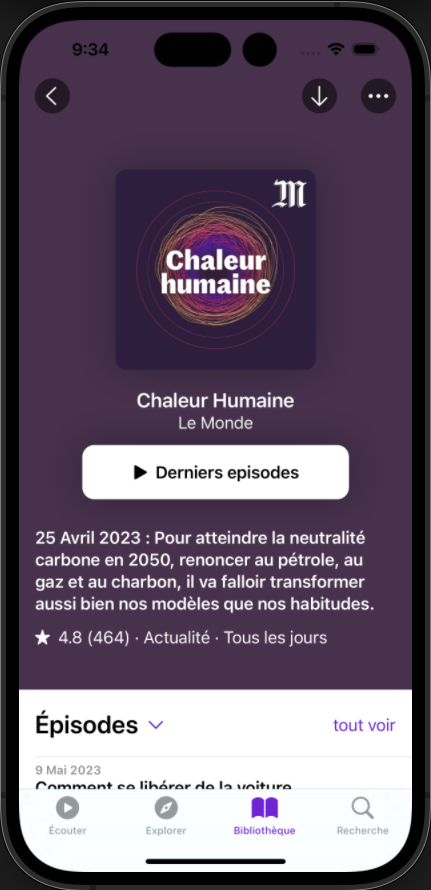 9:34
M
Chaleur
humaine
Chaleur Humaine
Le Monde
Derniers episodes
25 Avril 2023 : Pour atteindre la neutralité
carbone en 2050, renoncer au pétrole, au
gaz et au charbon, il va falloir transformer
aussi bien nos modèles que nos habitudes.
4.8 (464) · Actualité · Tous les jours
Épisodes
tout voir
9 Mai 2023
Comment se libérer de la voiture
Écouter
Explorer
Bibliothèque
Recherche